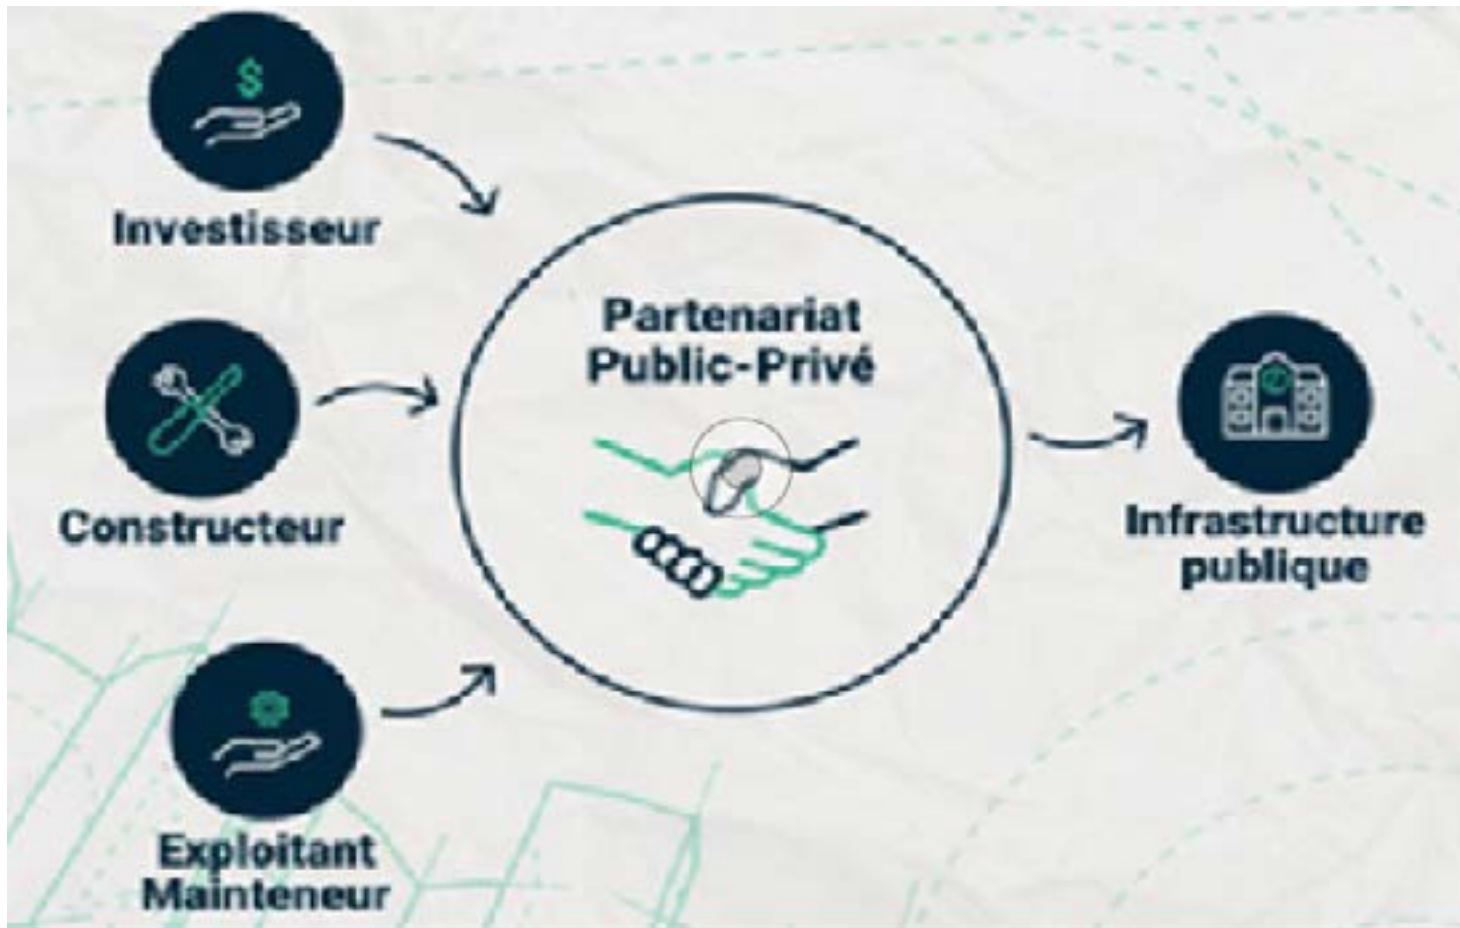 Investisseur
Partenariat
Public-Privé
Constructeur
Infrastructure
publique
Exploitant
Mainteneur